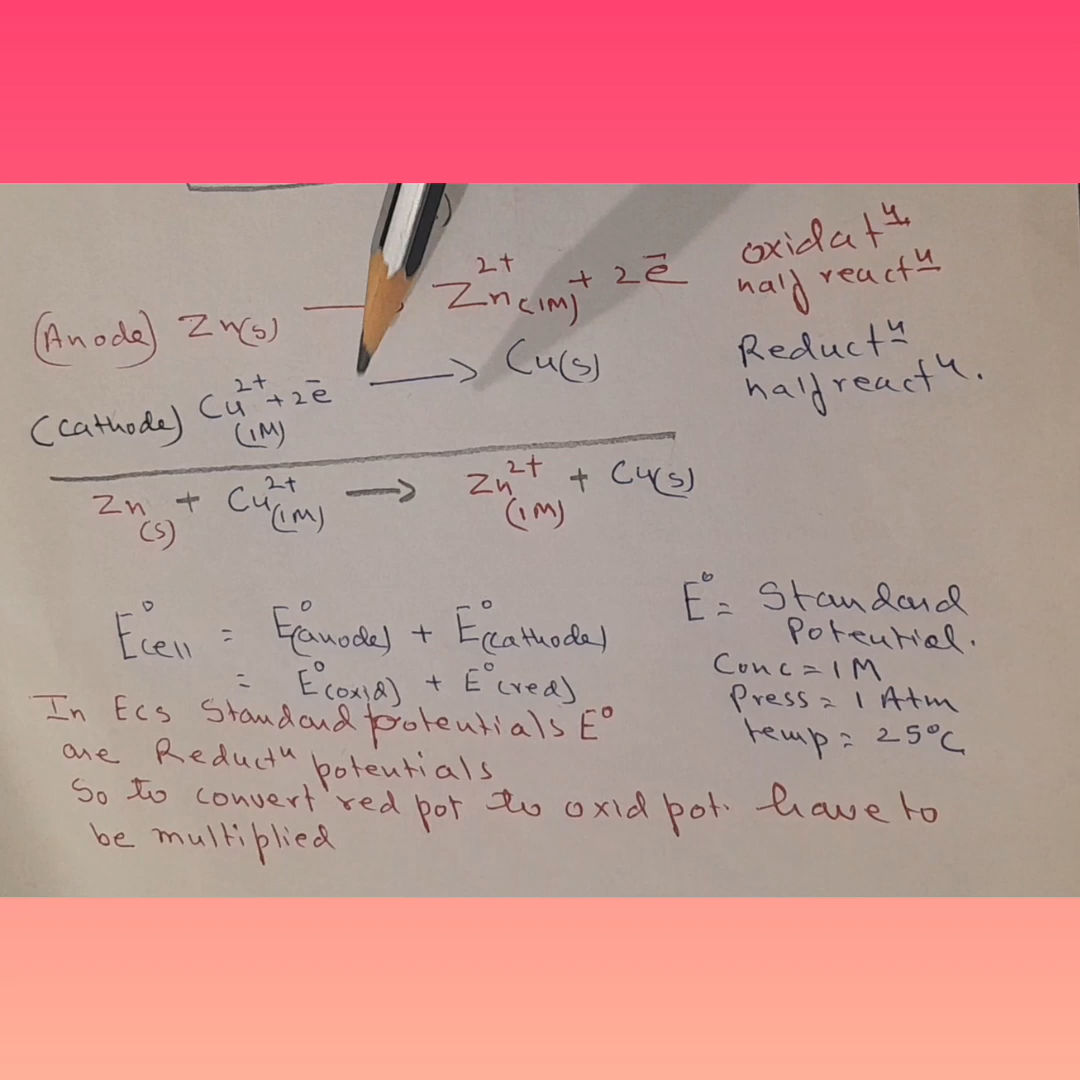 (Anode) Zn(s) → Zn²⁺(1M) + 2e̅ oxidatⁿ half reactⁿ
(cathode) Cu²⁺(1M) + 2e̅ → Cu(s) Reductⁿ half reactⁿ.
Zn(s) + Cu²⁺(1M) → Zn²⁺(1M) + Cu(s)
E°cell = E°(anode) + E°(cathode)
= E°(oxid) + E°(red)
E° = Standard
Potential.
Conc = 1M
Press = 1 Atm
temp = 25°C
In Ecs Standard potentials E°
are Reductⁿ potentials
So to convert red pot to oxid pot. have to
be multiplied